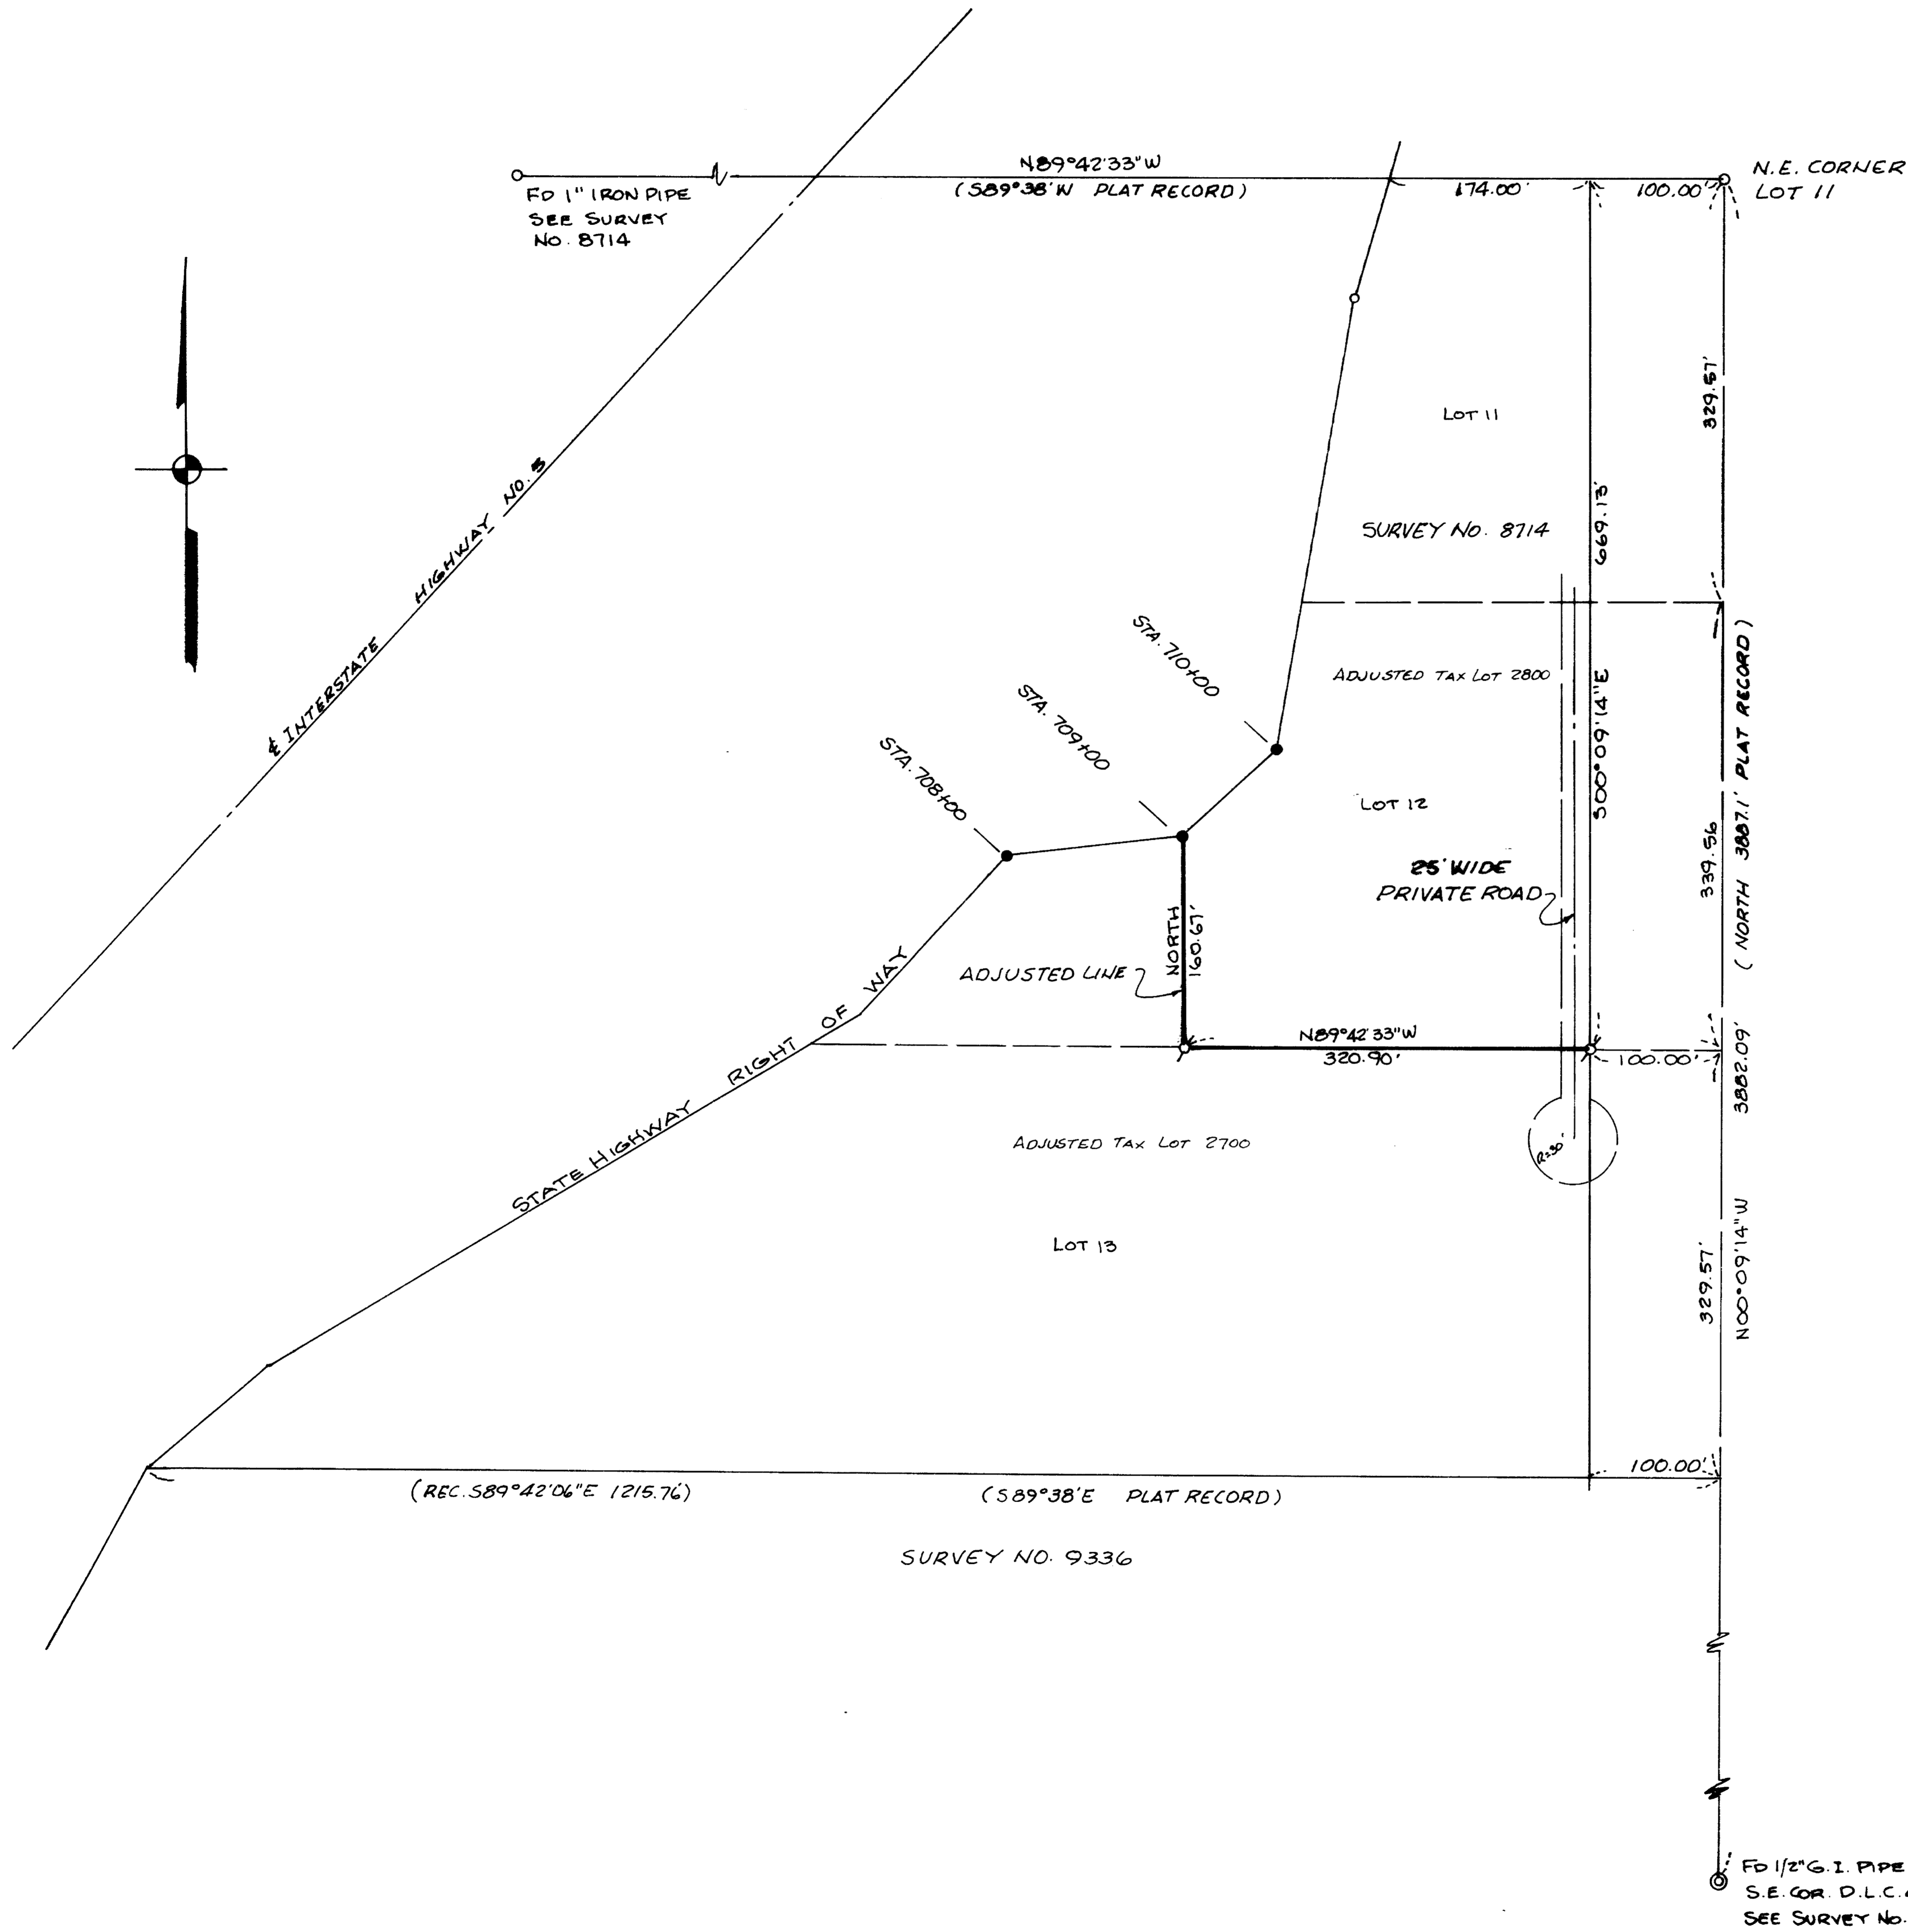 N89°42'33"W
(S89°38'W PLAT RECORD)
174.00'
100.00'
N.E. CORNER
LOT 11
FD 1" IRON PIPE
SEE SURVEY
NO. 8714
329.57'
LOT 11
SURVEY NO. 8714
669.13'
S00°09'14"E
℄ INTERSTATE HIGHWAY NO. 5
STA. 710+00
STA. 709+00
STA. 708+00
ADJUSTED TAX LOT 2800
LOT 12
25' WIDE
PRIVATE ROAD
339.56
(NORTH 3887.1' PLAT RECORD)
NORTH
160.67'
ADJUSTED LINE
N89°42'33"W
320.90'
100.00'
STATE HIGHWAY RIGHT OF WAY
ADJUSTED TAX LOT 2700
R=30'
LOT 13
329.57'
N00°09'14"W 3882.09'
100.00'
(REC. S89°42'06"E 1215.76')
(S89°38'E PLAT RECORD)
SURVEY NO. 9336
FD 1/2" G.I. PIPE
S.E. COR. D.L.C.
SEE SURVEY NO.